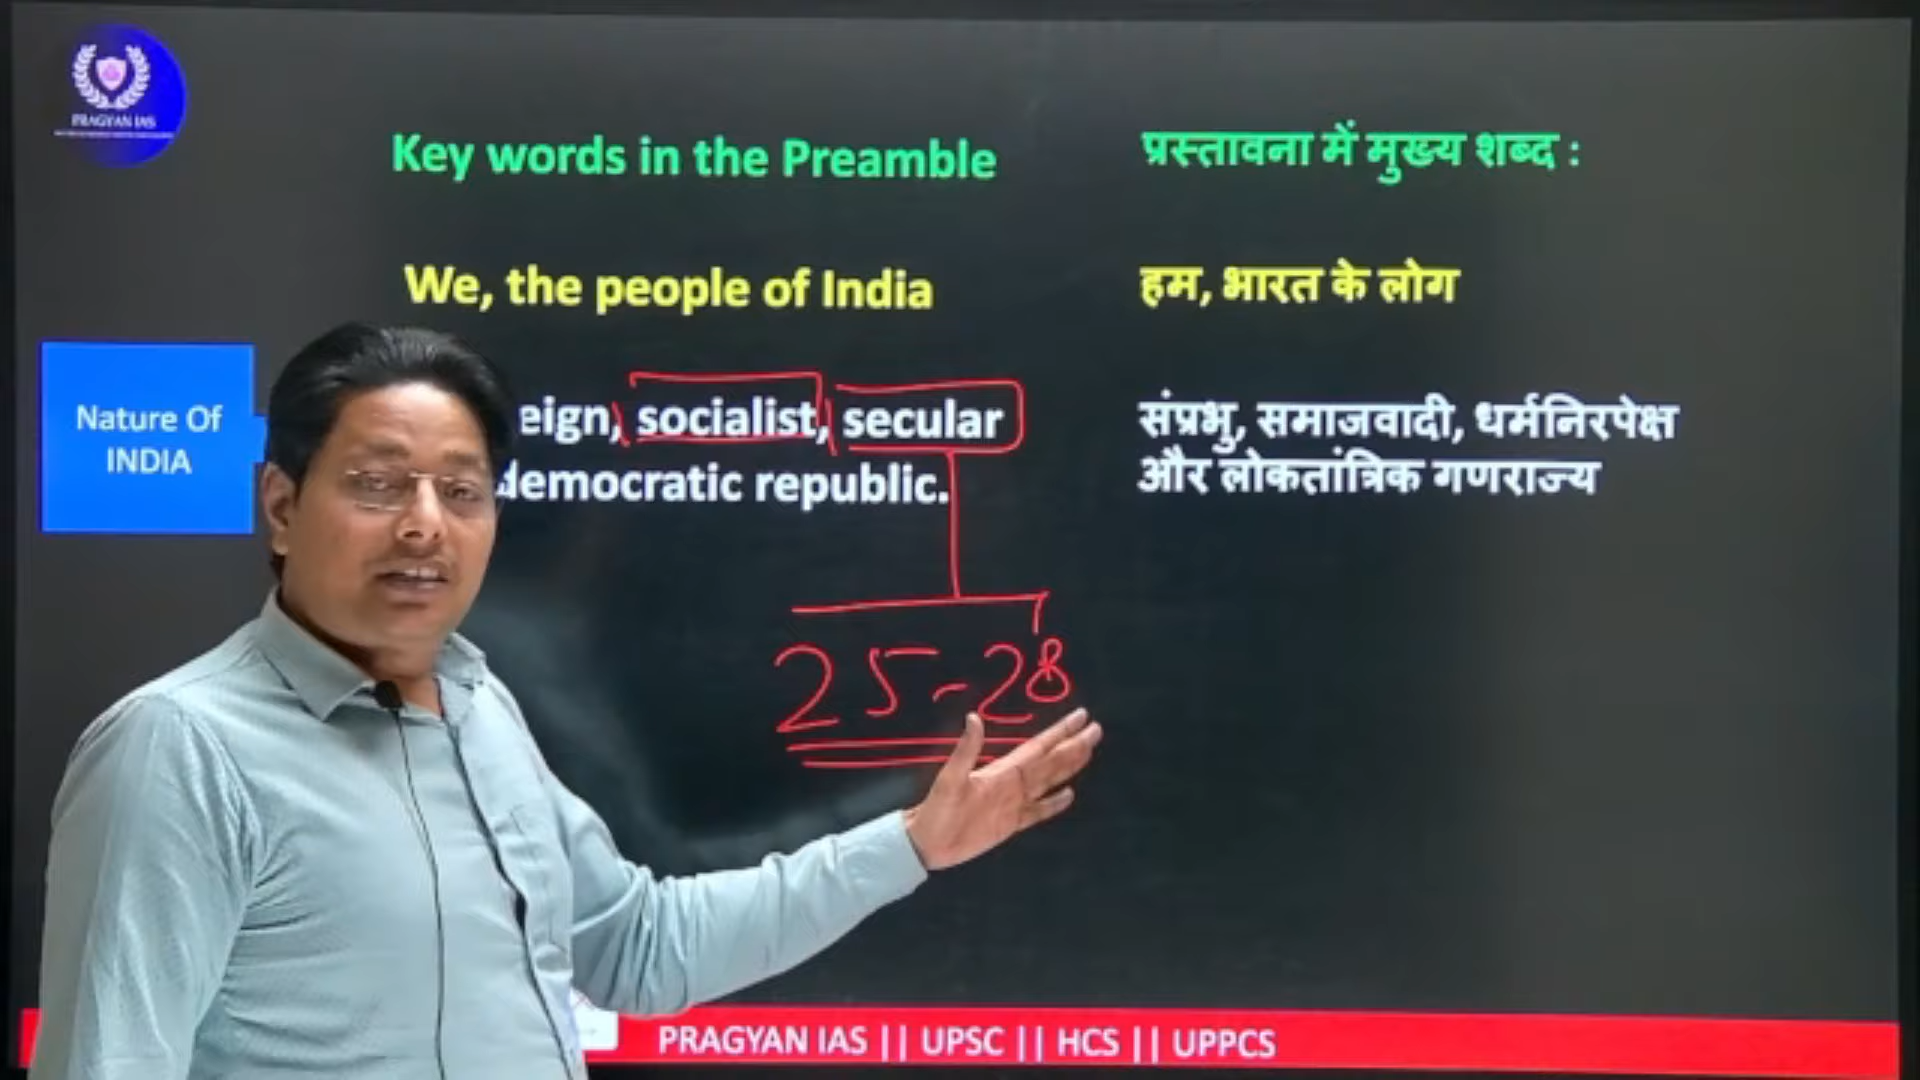 PRAGYAN IAS
Key words in the Preamble
प्रस्तावना में मुख्य शब्द :
We, the people of India
हम, भारत के लोग
Nature Of
INDIA
eign, socialist, secular
democratic republic.
संप्रभु, समाजवादी, धर्मनिरपेक्ष
और लोकतांत्रिक गणराज्य
25-28
PRAGYAN IAS || UPSC || HCS || UPPCS